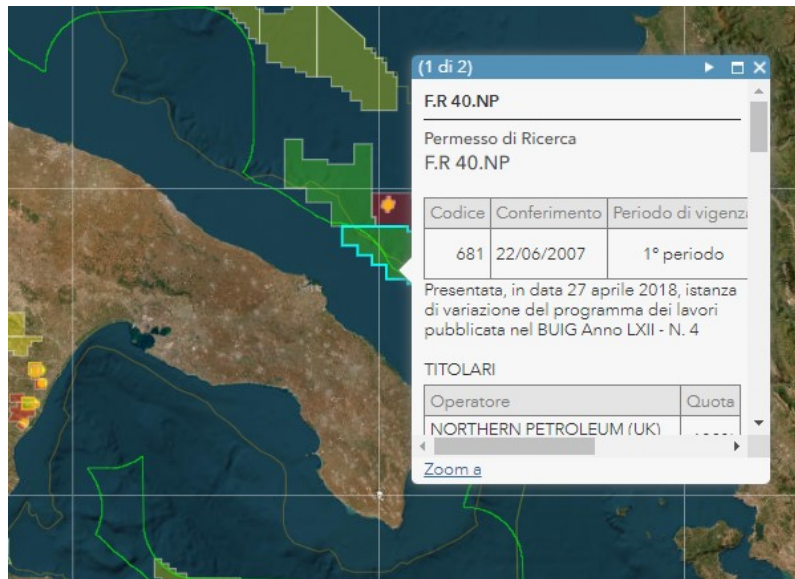 (1 di 2)
F.R 40.NP
Permesso di Ricerca
F.R 40.NP
Codice Conferimento Periodo di vigenza
681 22/06/2007 1° periodo
Presentata, in data 27 aprile 2018, istanza
di variazione del programma dei lavori
pubblicata nel BUIG Anno LXII - N. 4
TITOLARI
Operatore Quota
NORTHERN PETROLEUM (UK)
Zoom a